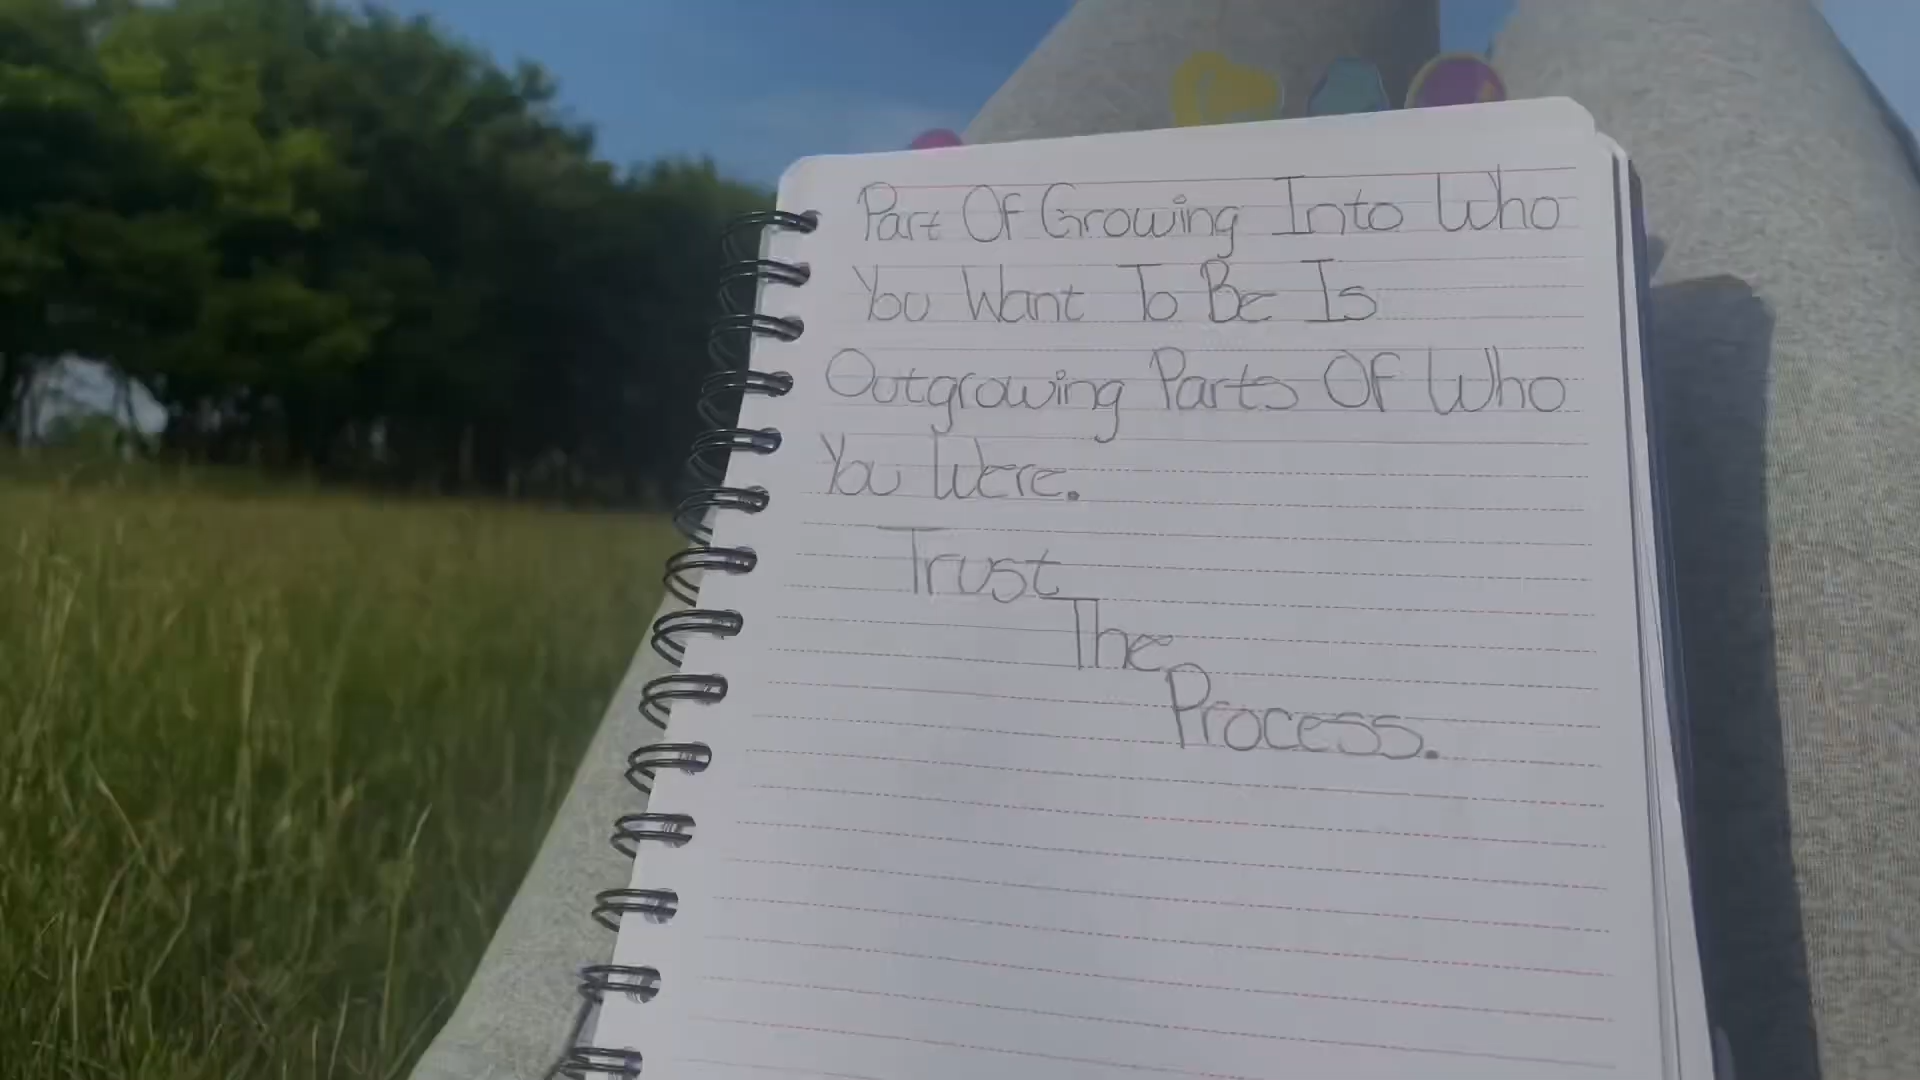 Part Of Growing Into Who
You Want To Be Is
Outgrowing Parts Of Who
You Were.
Trust
The
Process.